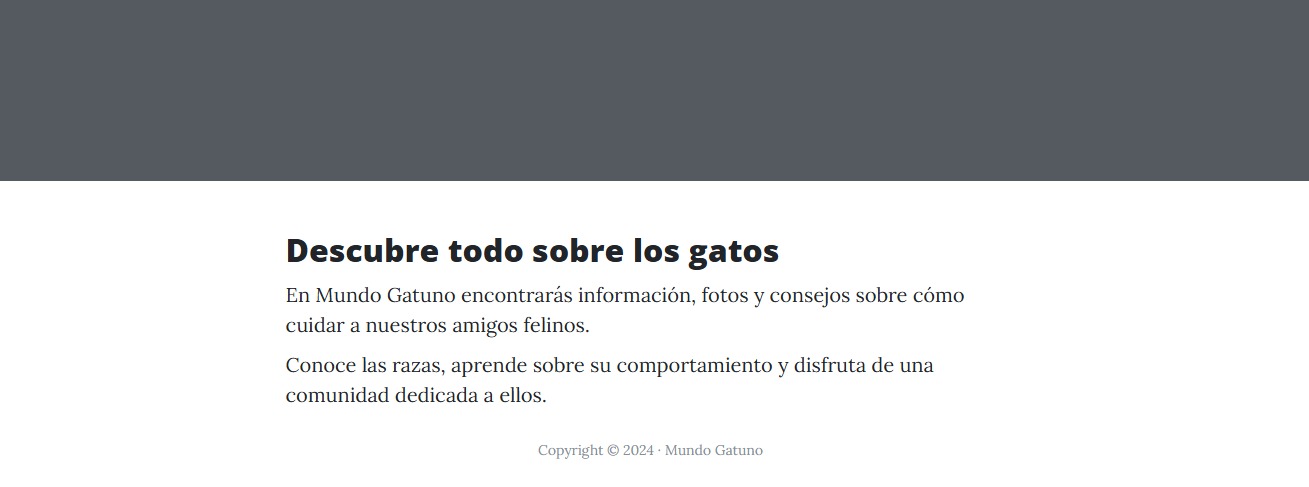 Descubre todo sobre los gatos
En Mundo Gatuno encontrarás información, fotos y consejos sobre cómo
cuidar a nuestros amigos felinos.
Conoce las razas, aprende sobre su comportamiento y disfruta de una
comunidad dedicada a ellos.
Copyright © 2024 · Mundo Gatuno